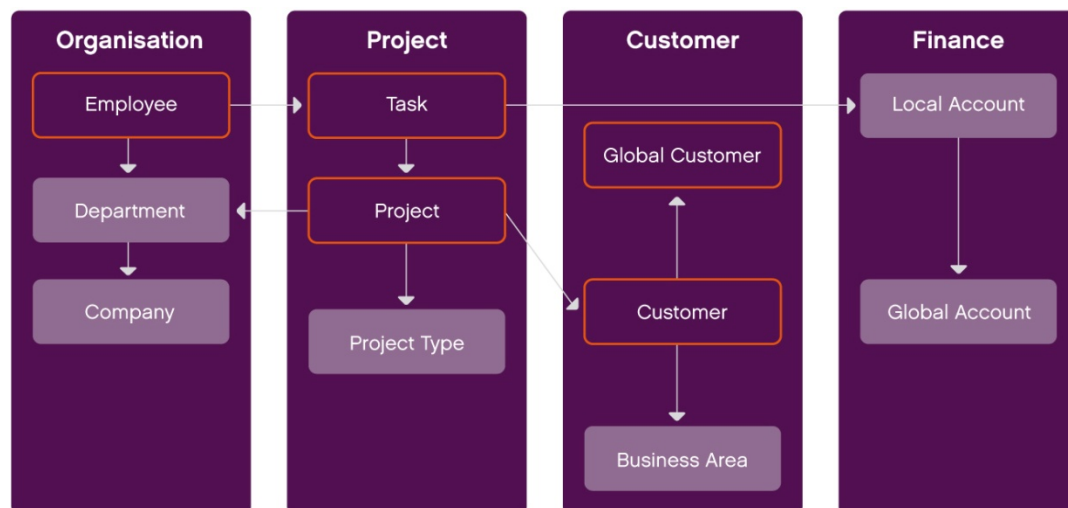 Organisation
Employee
Department
Company
Project
Task
Project
Project Type
Customer
Global Customer
Customer
Business Area
Finance
Local Account
Global Account